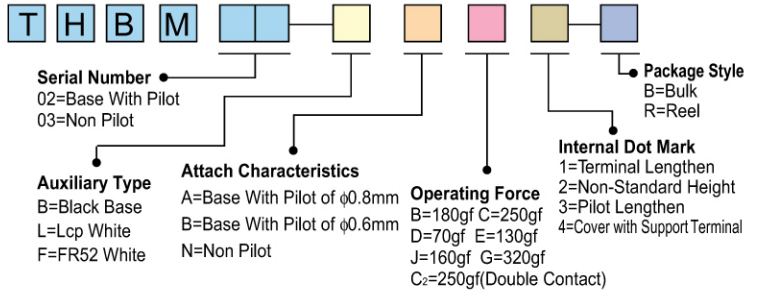 T H B M
Serial Number
02=Base With Pilot
03=Non Pilot
Auxiliary Type
B=Black Base
L=Lcp White
F=FR52 White
Attach Characteristics
A=Base With Pilot of ϕ0.8mm
B=Base With Pilot of ϕ0.6mm
N=Non Pilot
Operating Force
B=180gf C=250gf
D=70gf E=130gf
J=160gf G=320gf
C2=250gf(Double Contact)
Internal Dot Mark
1=Terminal Lengthen
2=Non-Standard Height
3=Pilot Lengthen
4=Cover with Support Terminal
Package Style
B=Bulk
R=Reel